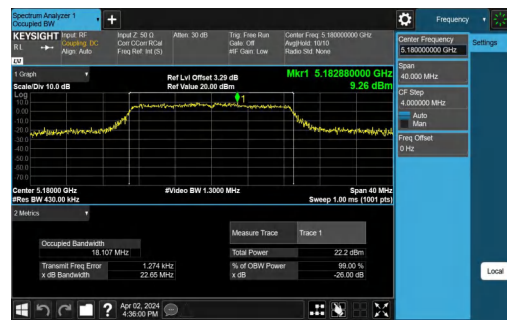 Spectrum Analyzer 1
Occupied BW
+
Frequency
KEYSIGHT Input: RF Input Z: 50 Ω Atten: 30 dB Trig: Free Run Center Freq: 5.180000000 GHz
RL Coupling: DC Corr CCorr RCal Gate: Off Avg|Hold: 10/10
Align: Auto Freq Ref: Int (S) #IF Gain: Low Radio Std: None
LV
Center Frequency
5.180000000 GHz
Settings
Span
40.000 MHz
CF Step
4.000000 MHz
Auto
Man
Freq Offset
0 Hz
Local
1 Graph
Ref Lvl Offset 3.29 dB
Mkr1 5.182880000 GHz
Scale/Div 10.0 dB
Ref Value 20.00 dBm
9.26 dBm
Log
10.0
0.00
-10.0
-20.0
-30.0
-40.0
-50.0
-60.0
-70.0
1
Center 5.18000 GHz
#Video BW 1.3000 MHz
Span 40 MHz
#Res BW 430.00 kHz
Sweep 1.00 ms (1001 pts)
2 Metrics
Measure Trace Trace 1
Occupied Bandwidth
18.107 MHz
Total Power 22.2 dBm
Transmit Freq Error 1.274 kHz
% of OBW Power 99.00 %
x dB Bandwidth 22.65 MHz
x dB -26.00 dB
?
Apr 02, 2024
4:36:00 PM